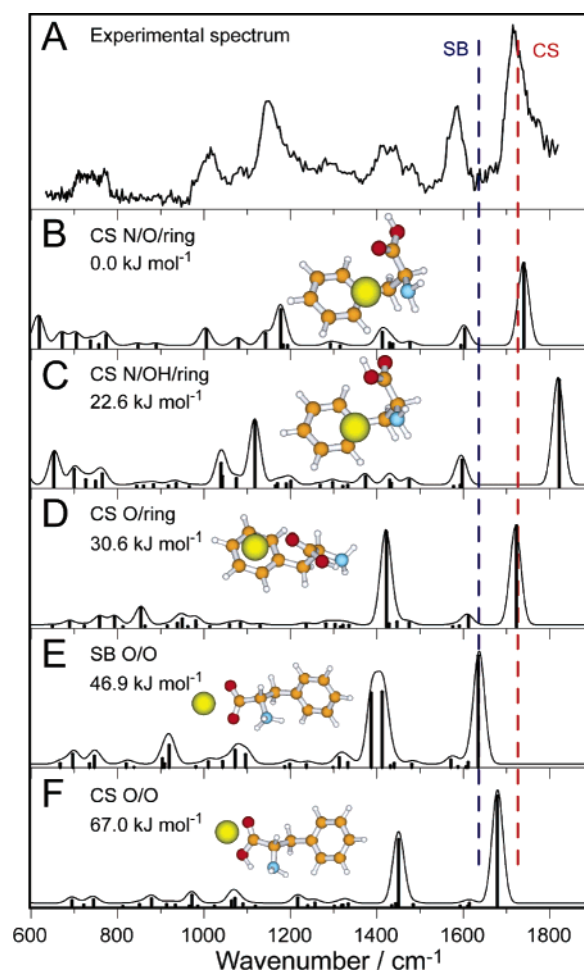 A Experimental spectrum SB CS
B CS N/O/ring
0.0 kJ mol⁻¹
C CS N/OH/ring
22.6 kJ mol⁻¹
D CS O/ring
30.6 kJ mol⁻¹
E SB O/O
46.9 kJ mol⁻¹
F CS O/O
67.0 kJ mol⁻¹
600 800 1000 1200 1400 1600 1800
Wavenumber / cm⁻¹